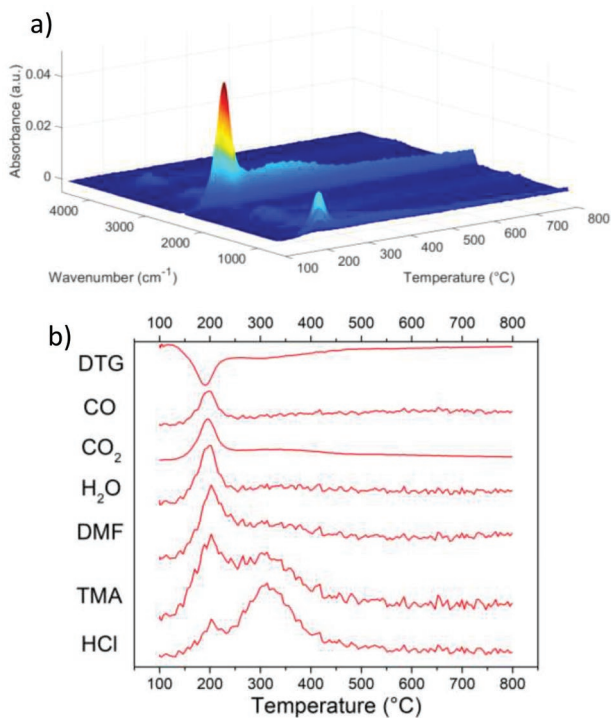 a)
Absorbance (a.u.)
0.04
0.02
0
4000
3000
2000
1000
Wavenumber (cm⁻¹)
100
200
300
400
500
600
700
800
Temperature (°C)
b)
100 200 300 400 500 600 700 800
DTG
CO
CO₂
H₂O
DMF
TMA
HCl
100 200 300 400 500 600 700 800
Temperature (°C)